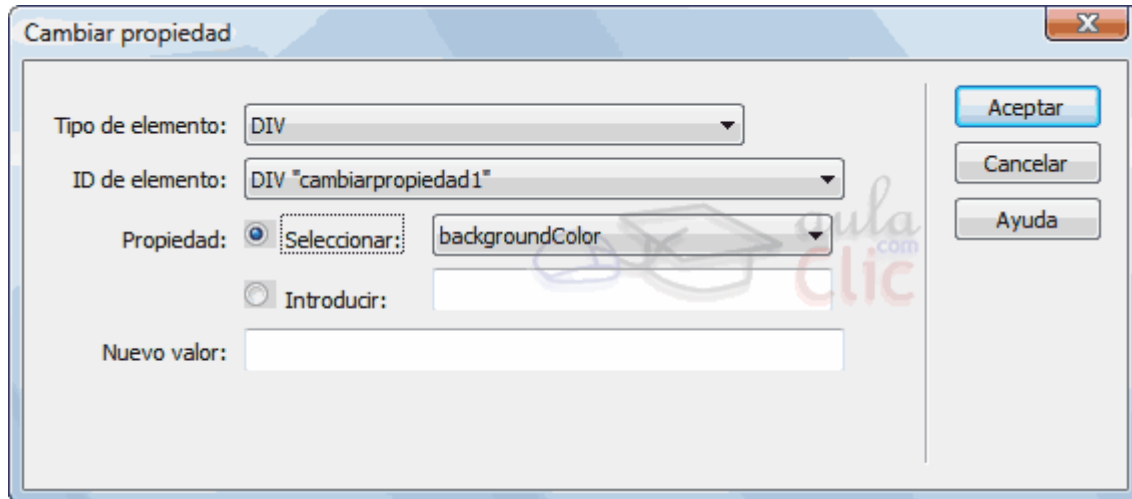 Cambiar propiedad
Tipo de elemento: DIV
Aceptar
ID de elemento: DIV "cambiarpropiedad1"
Cancelar
Propiedad: Seleccionar: backgroundColor
Ayuda
Introducir:
Nuevo valor:
aula
.com
Clic